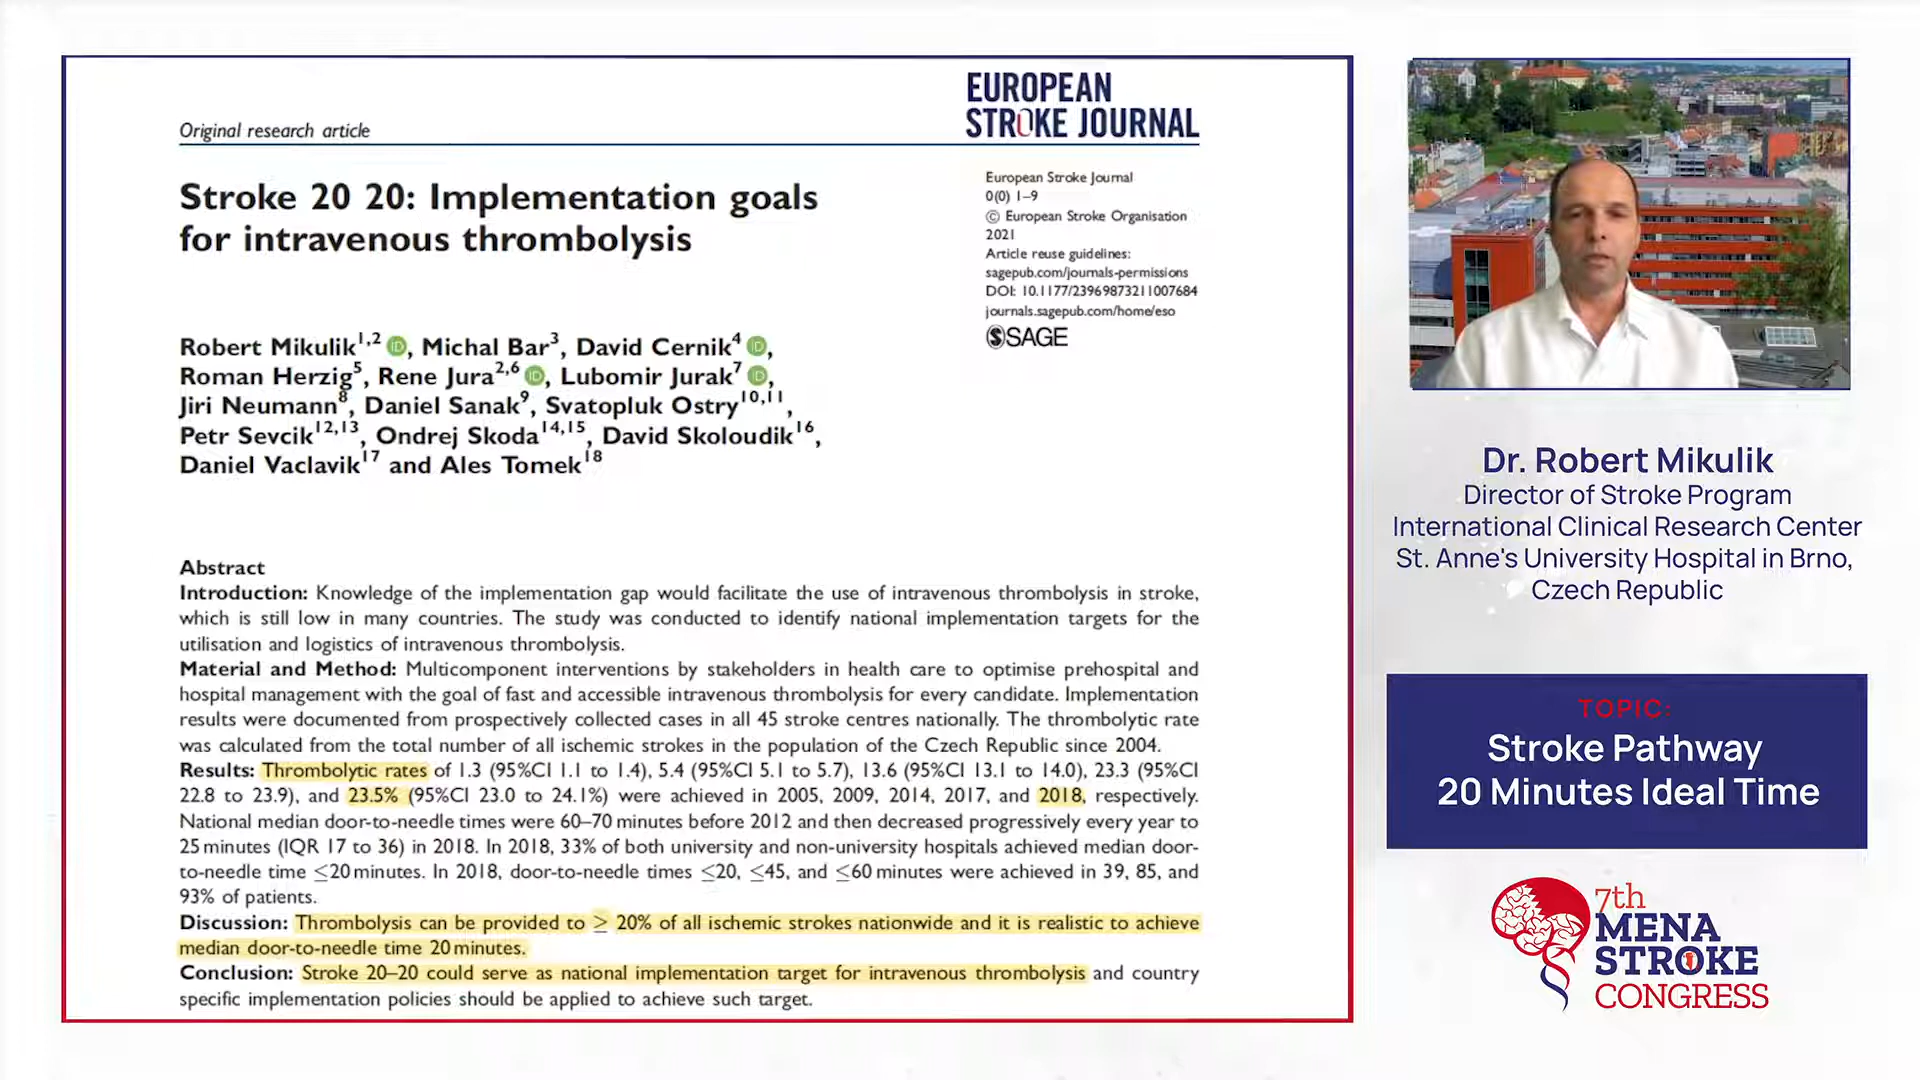 Original research article
EUROPEAN
STROKE JOURNAL
Stroke 20 20: Implementation goals
for intravenous thrombolysis
European Stroke Journal
0(0) 1–9
© European Stroke Organisation
2021
Article reuse guidelines:
sagepub.com/journals-permissions
DOI: 10.1177/23969873211007684
journals.sagepub.com/home/eso
SAGE
Robert Mikulik1,2 iD, Michal Bar3, David Cernik4 iD,
Roman Herzig5, Rene Jura2,6 iD, Lubomir Jurak7 iD,
Jiri Neumann8, Daniel Sanak9, Svatopluk Ostry10,11,
Petr Sevcik12,13, Ondrej Skoda14,15, David Skoloudik16,
Daniel Vaclavik17 and Ales Tomek18
Abstract
Introduction: Knowledge of the implementation gap would facilitate the use of intravenous thrombolysis in stroke,
which is still low in many countries. The study was conducted to identify national implementation targets for the
utilisation and logistics of intravenous thrombolysis.
Material and Method: Multicomponent interventions by stakeholders in health care to optimise prehospital and
hospital management with the goal of fast and accessible intravenous thrombolysis for every candidate. Implementation
results were documented from prospectively collected cases in all 45 stroke centres nationally. The thrombolytic rate
was calculated from the total number of all ischemic strokes in the population of the Czech Republic since 2004.
Results: Thrombolytic rates of 1.3 (95%CI 1.1 to 1.4), 5.4 (95%CI 5.1 to 5.7), 13.6 (95%CI 13.1 to 14.0), 23.3 (95%CI
22.8 to 23.9), and 23.5% (95%CI 23.0 to 24.1%) were achieved in 2005, 2009, 2014, 2017, and 2018, respectively.
National median door-to-needle times were 60–70 minutes before 2012 and then decreased progressively every year to
25 minutes (IQR 17 to 36) in 2018. In 2018, 33% of both university and non-university hospitals achieved median door-
to-needle time ≤20 minutes. In 2018, door-to-needle times ≤20, ≤45, and ≤60 minutes were achieved in 39, 85, and
93% of patients.
Discussion: Thrombolysis can be provided to ≥ 20% of all ischemic strokes nationwide and it is realistic to achieve
median door-to-needle time 20 minutes.
Conclusion: Stroke 20–20 could serve as national implementation target for intravenous thrombolysis and country
specific implementation policies should be applied to achieve such target.
Dr. Robert Mikulik
Director of Stroke Program
International Clinical Research Center
St. Anne's University Hospital in Brno,
Czech Republic
TOPIC:
Stroke Pathway
20 Minutes Ideal Time
7th
MENA
STROKE
CONGRESS